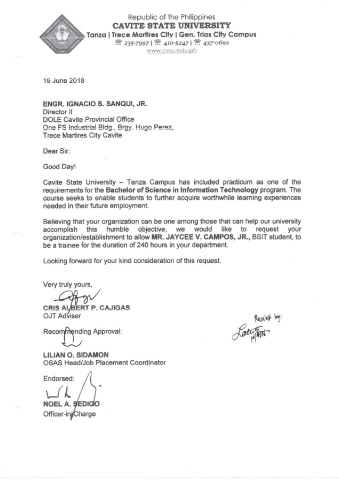 Republic of the Philippines
CAVITE STATE UNIVERSITY
Tanza | Trece Martires City | Gen. Trias City Campus
☏ 235-7997 | ☏ 410-5247 | ☏ 437-0693
www.cvsu.edu.ph
19 June 2018
ENGR. IGNACIO S. SANQUI, JR.
Director II
DOLE Cavite Provincial Office
One FS Industrial Bldg., Brgy. Hugo Perez,
Trece Martires City Cavite
Dear Sir:
Good Day!
Cavite State University – Tanza Campus has included practicum as one of the
requirements for the Bachelor of Science in Information Technology program. The
course seeks to enable students to further acquire worthwhile learning experiences
needed in their future employment.
Believing that your organization can be one among those that can help our university
accomplish this humble objective, we would like to request your
organization/establishment to allow MR. JAYCEE V. CAMPOS, JR., BSIT student, to
be a trainee for the duration of 240 hours in your department.
Looking forward for your kind consideration of this request.
Very truly yours,
CRIS ALBERT P. CAJIGAS
OJT Adviser
Received by:
Recommending Approval:
LILIAN O. SIDAMON
OSAS Head/Job Placement Coordinator
Endorsed:
NOEL A. SEDIGO
Officer-in-Charge